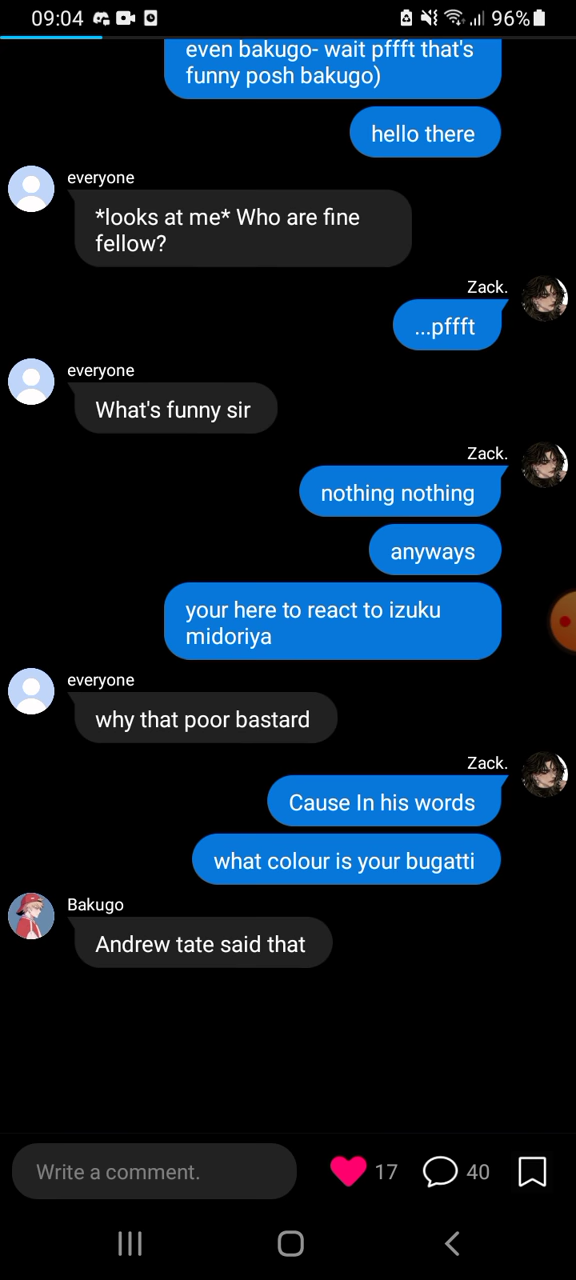 09:04
96%
even bakugo- wait pffft that's
funny posh bakugo)
hello there
everyone
*looks at me* Who are fine
fellow?
Zack.
...pffft
everyone
What's funny sir
Zack.
nothing nothing
anyways
your here to react to izuku
midoriya
everyone
why that poor bastard
Zack.
Cause In his words
what colour is your bugatti
Bakugo
Andrew tate said that
Write a comment.
17
40